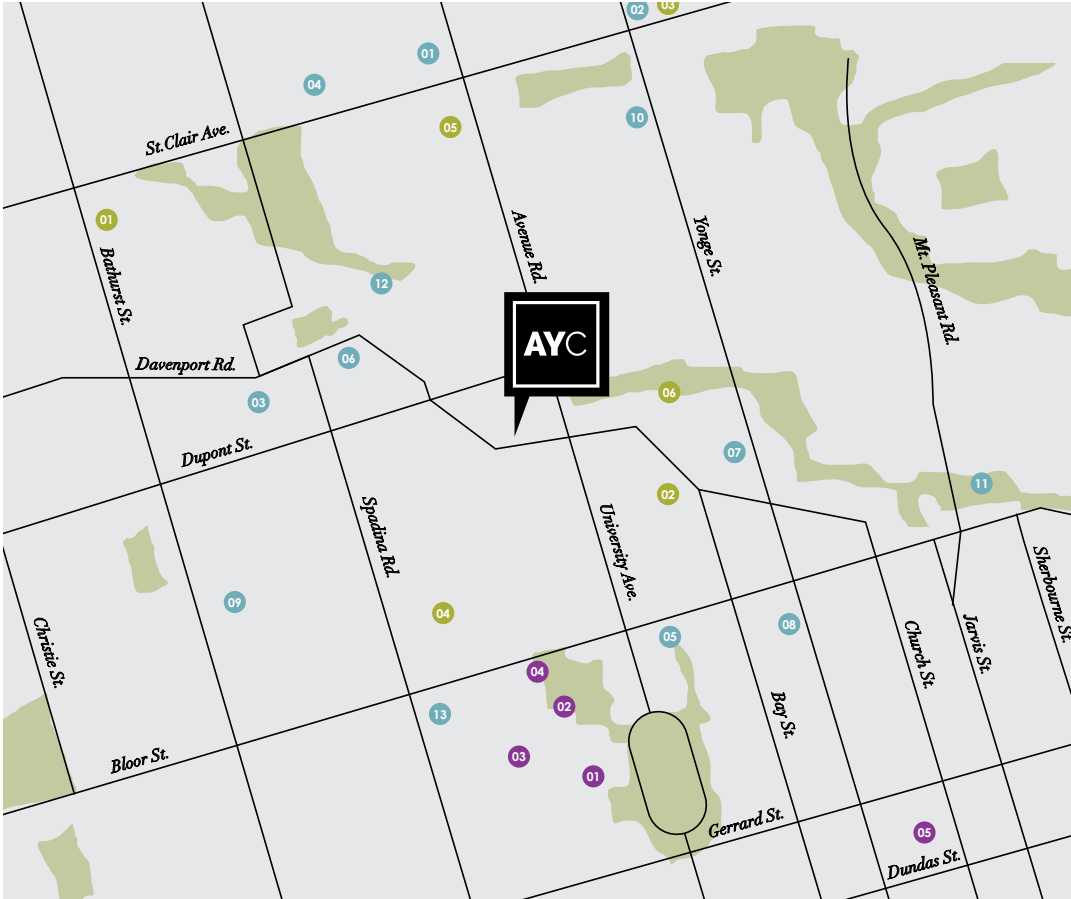 02
03
01
04
10
05
St.Clair Ave.
01
Avenue Rd.
Yonge St.
Mt. Pleasant Rd.
Bathurst St.
12
AYC
Davenport Rd.
06
03
06
Dupont St.
07
11
02
Spadina Rd.
University Ave.
Sherbourne St.
09
04
08
05
Christie St.
Church St.
Jarvis St.
04
02
13
Bay St.
03
Bloor St.
01
Gerrard St.
05
Dundas St.